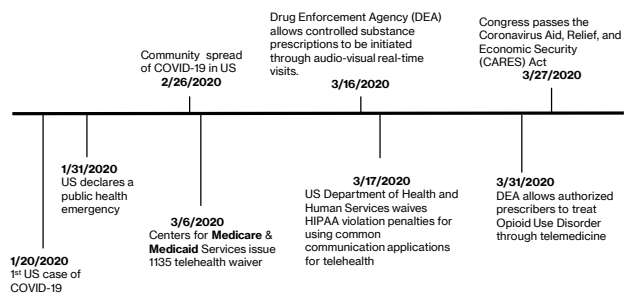 Drug Enforcement Agency (DEA)
allows controlled substance
prescriptions to be initiated
through audio-visual real-time
visits.
3/16/2020
Congress passes the
Coronavirus Aid, Relief, and
Economic Security
(CARES) Act
3/27/2020
Community spread
of COVID-19 in US
2/26/2020
1/31/2020
US declares a
public health
emergency
3/6/2020
Centers for Medicare &
Medicaid Services issue
1135 telehealth waiver
3/17/2020
US Department of Health and
Human Services waives
HIPAA violation penalties for
using common
communication applications
for telehealth
3/31/2020
DEA allows authorized
prescribers to treat
Opioid Use Disorder
through telemedicine
1/20/2020
1st US case of
COVID-19